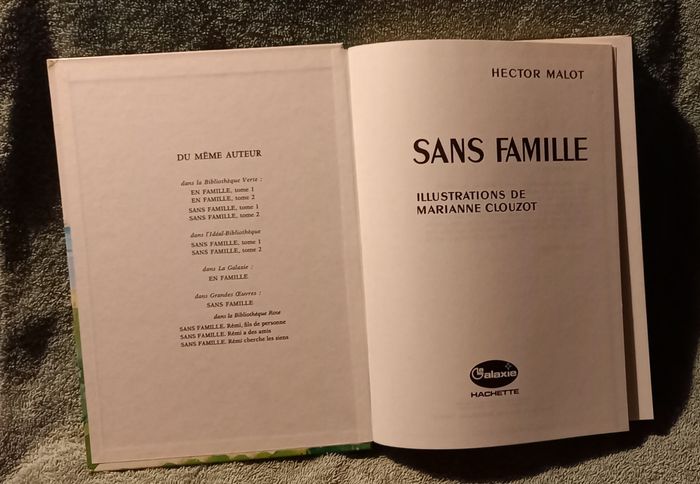 DU MÊME AUTEUR
dans la Bibliothèque Verte :
EN FAMILLE, tome 1
EN FAMILLE, tome 2
SANS FAMILLE, tome 1
SANS FAMILLE, tome 2
dans l'Idéal-Bibliothèque
SANS FAMILLE, tome 1
SANS FAMILLE, tome 2
dans La Galaxie :
EN FAMILLE
dans Grandes Œuvres :
SANS FAMILLE
dans la Bibliothèque Rose
SANS FAMILLE. Rémi, fils de personne
SANS FAMILLE. Rémi a des amis
SANS FAMILLE. Rémi cherche les siens
HECTOR MALOT
SANS FAMILLE
ILLUSTRATIONS DE
MARIANNE CLOUZOT
La Galaxie
HACHETTE